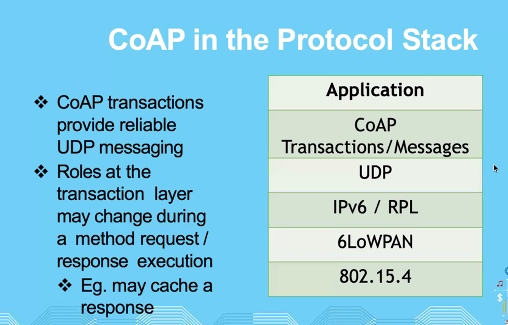 CoAP in the Protocol Stack
❖ CoAP transactions
provide reliable
UDP messaging
❖ Roles at the
transaction layer
may change during
a method request /
response execution
❖ Eg. may cache a
response
Application
CoAP
Transactions/Messages
UDP
IPv6 / RPL
6LoWPAN
802.15.4